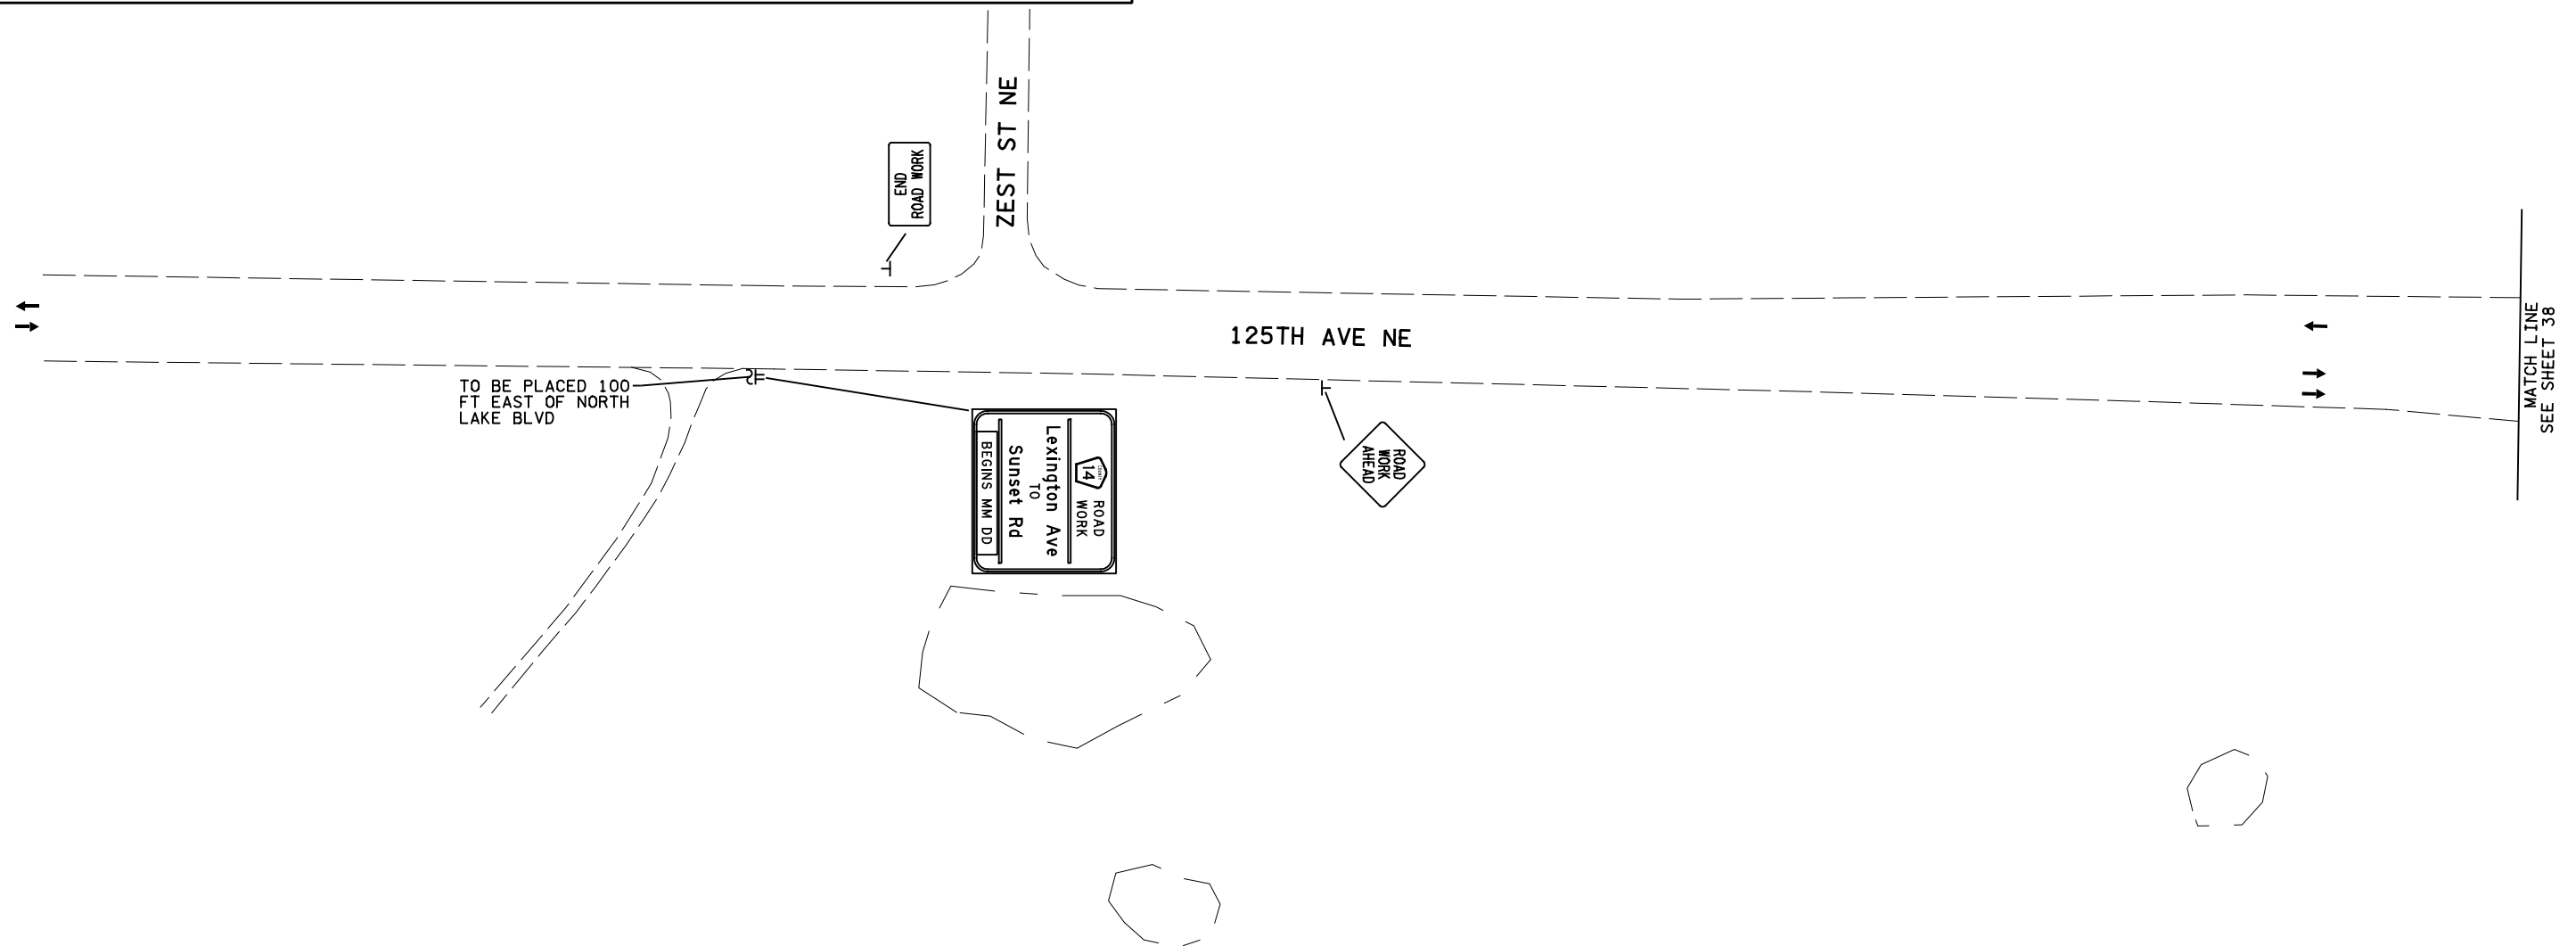 ZEST ST NE
END
ROAD WORK
125TH AVE NE
MATCH LINE
SEE SHEET 38
TO BE PLACED 100
FT EAST OF NORTH
LAKE BLVD
COUNTY
14
ROAD
WORK
Lexington Ave
TO
Sunset Rd
BEGINS MM DD
ROAD
WORK
AHEAD